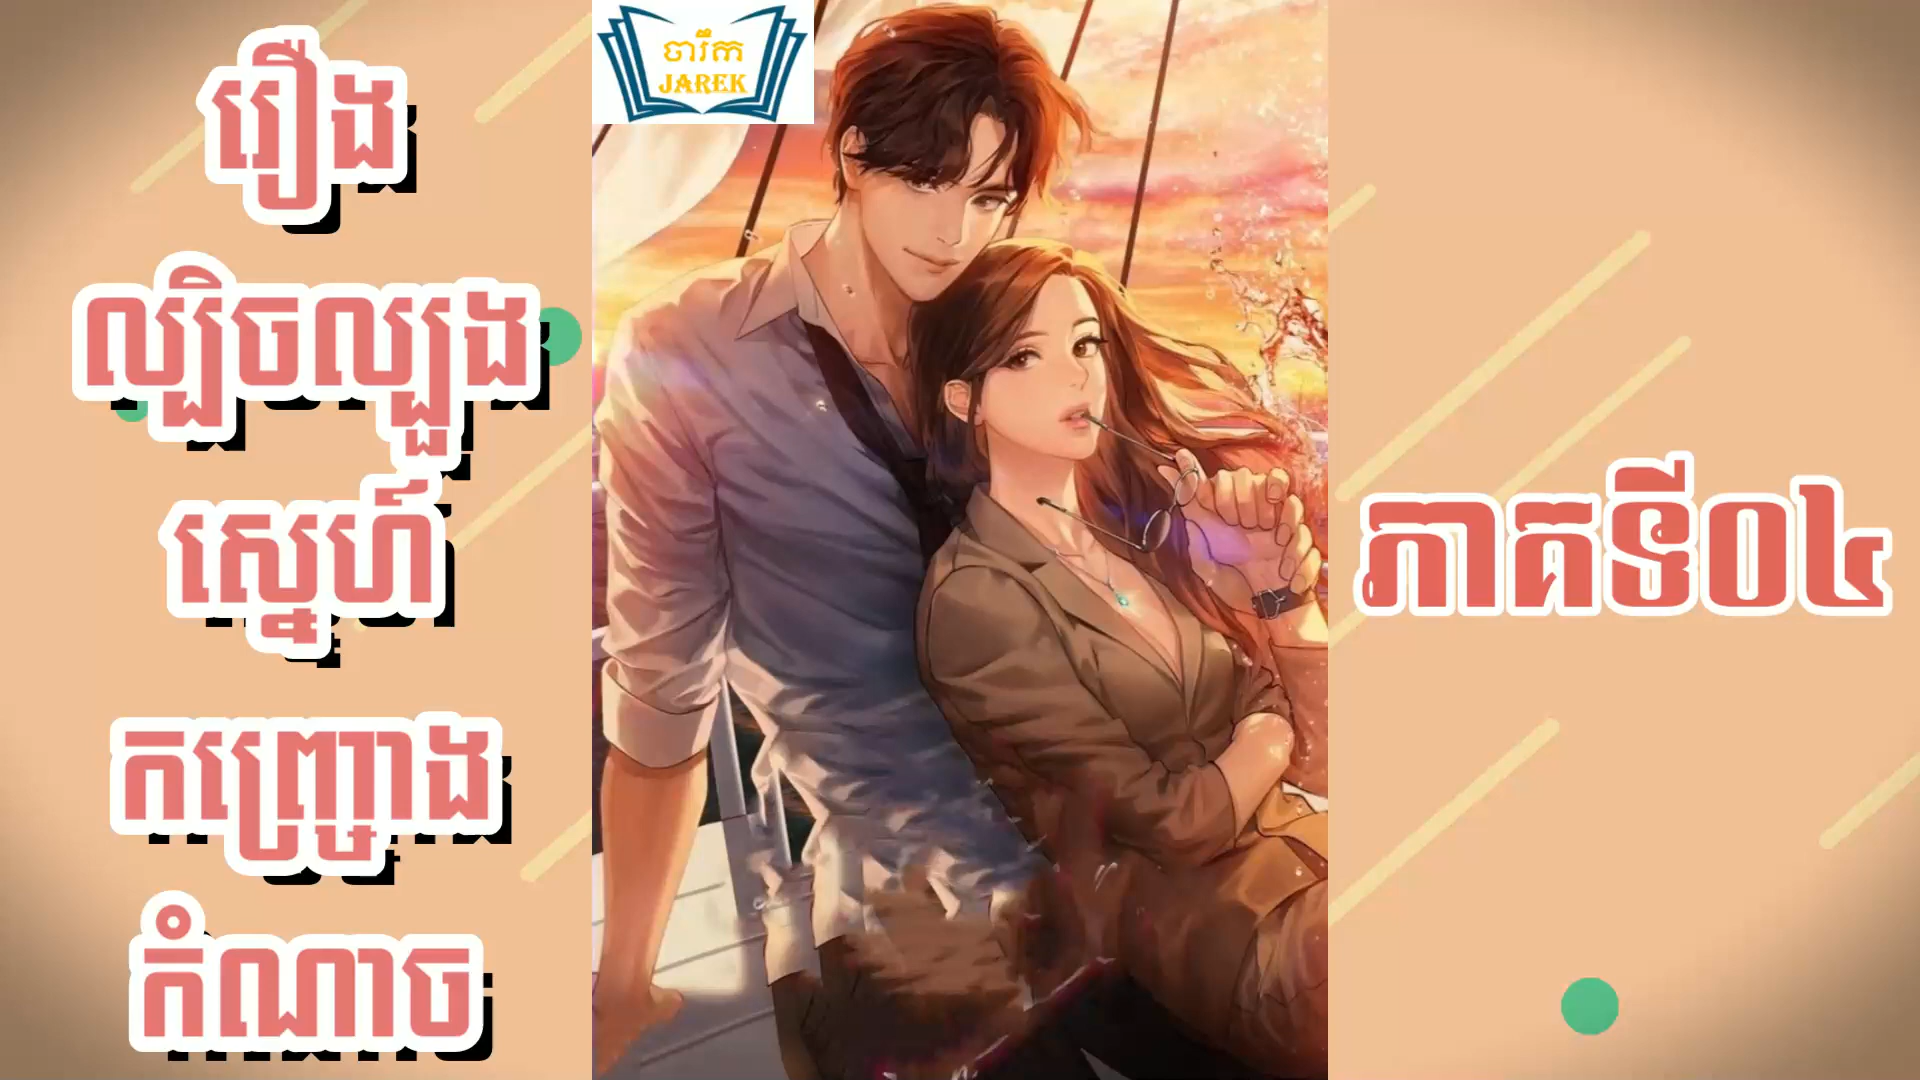 រឿង
ល្បិចល្បួង
ស្នេហ៍
កញ្ជ្រោង
កំណាច
ចារឹក
JAREK
ភាគទី០៤